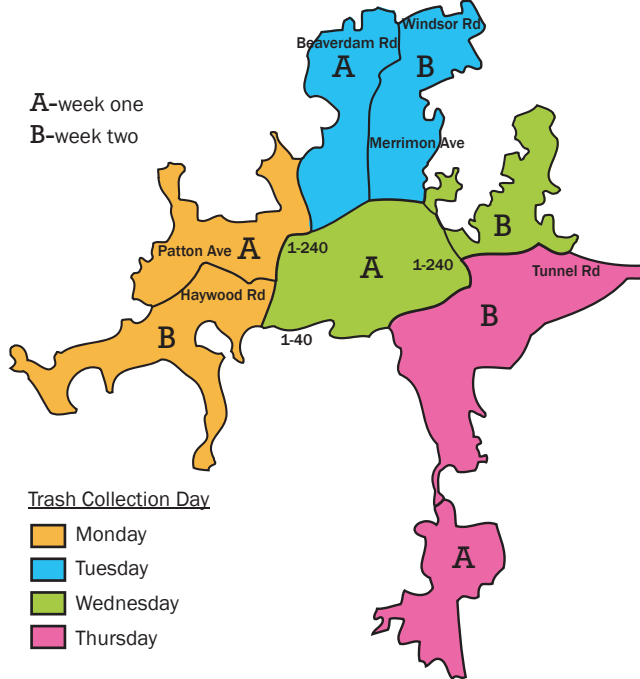 Windsor Rd
Beaverdam Rd
A
B
A-week one
B-week two
Merrimon Ave
B
Patton Ave
A
1-240
A
1-240
Tunnel Rd
Haywood Rd
B
B
1-40
Trash Collection Day
Monday
Tuesday
A
Wednesday
Thursday